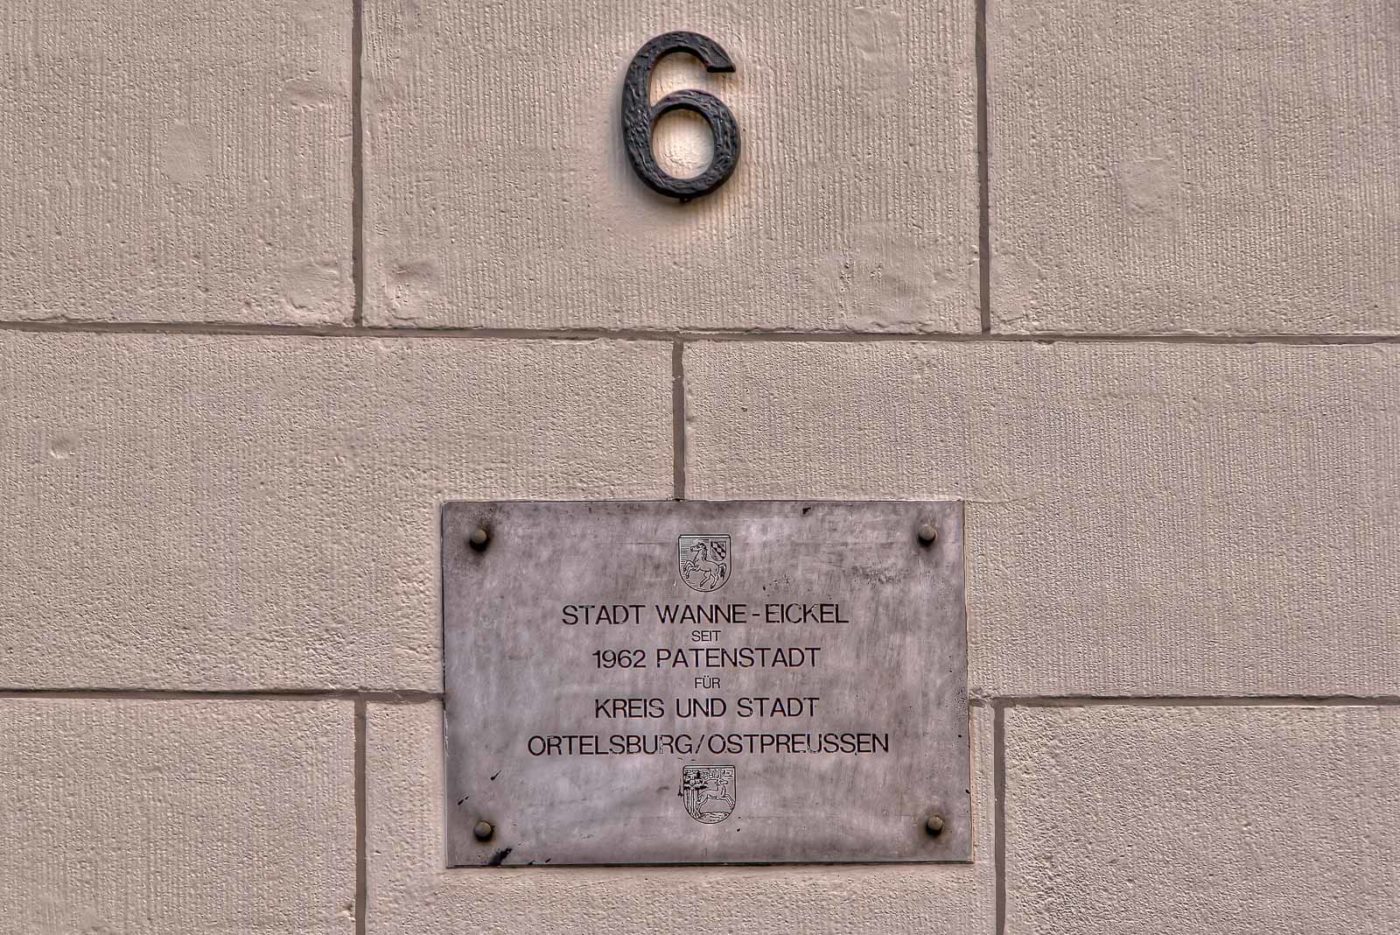 6
STADT WANNE-EICKEL
SEIT
1962 PATENSTADT
FÜR
KREIS UND STADT
ORTELSBURG/OSTPREUSSEN